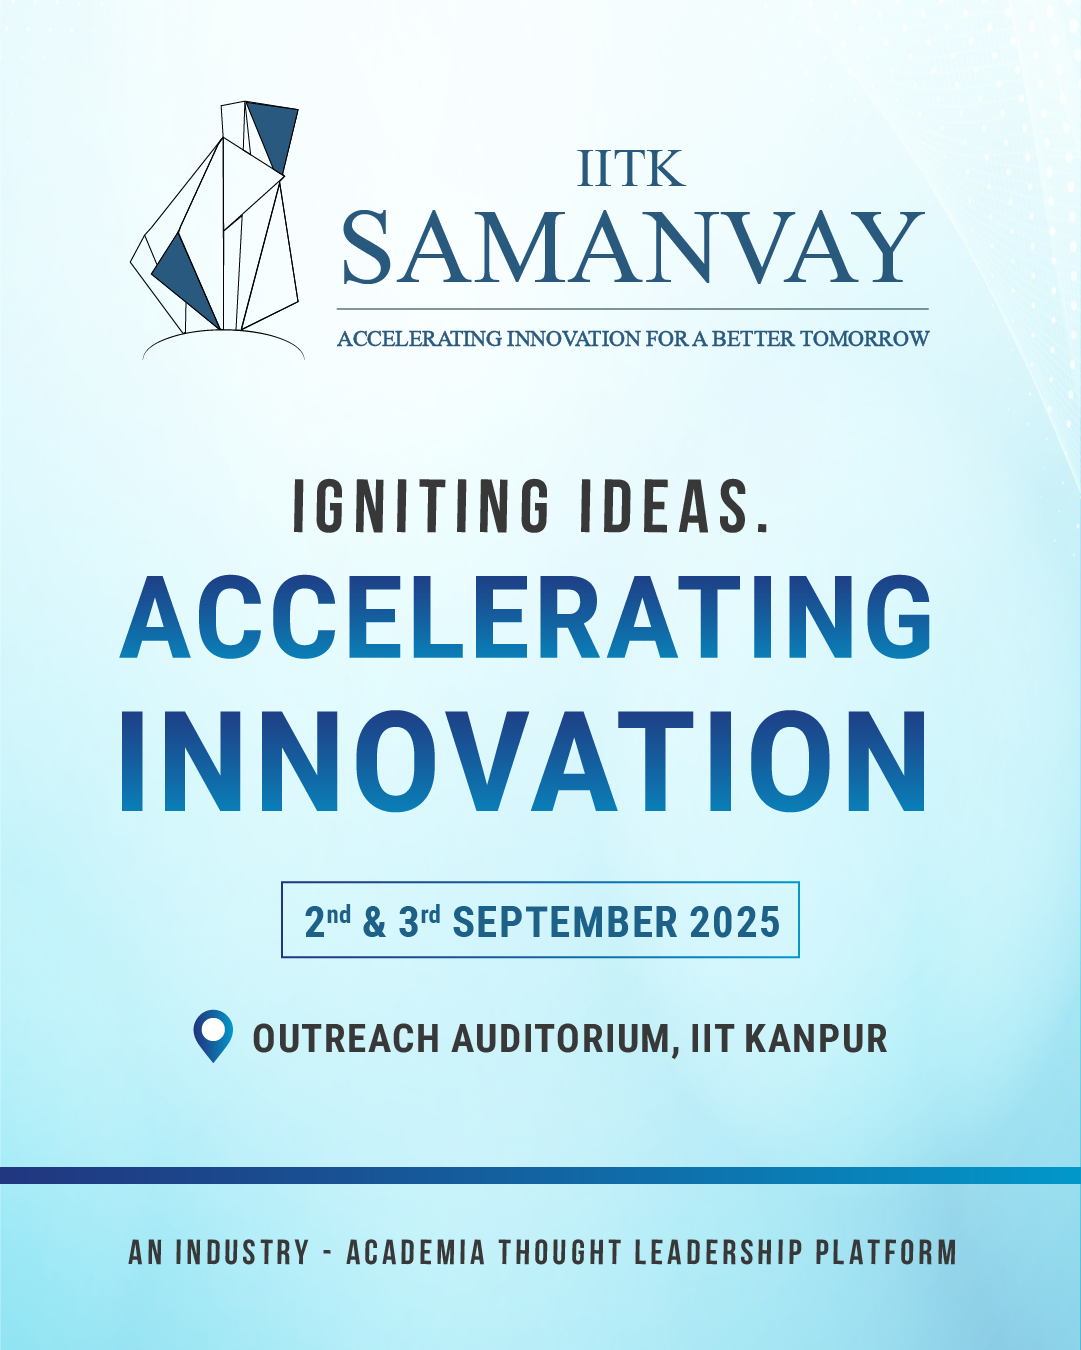 IITK
SAMANVAY
ACCELERATING INNOVATION FOR A BETTER TOMORROW
IGNITING IDEAS.
ACCELERATING
INNOVATION
2nd & 3rd SEPTEMBER 2025
OUTREACH AUDITORIUM, IIT KANPUR
AN INDUSTRY - ACADEMIA THOUGHT LEADERSHIP PLATFORM